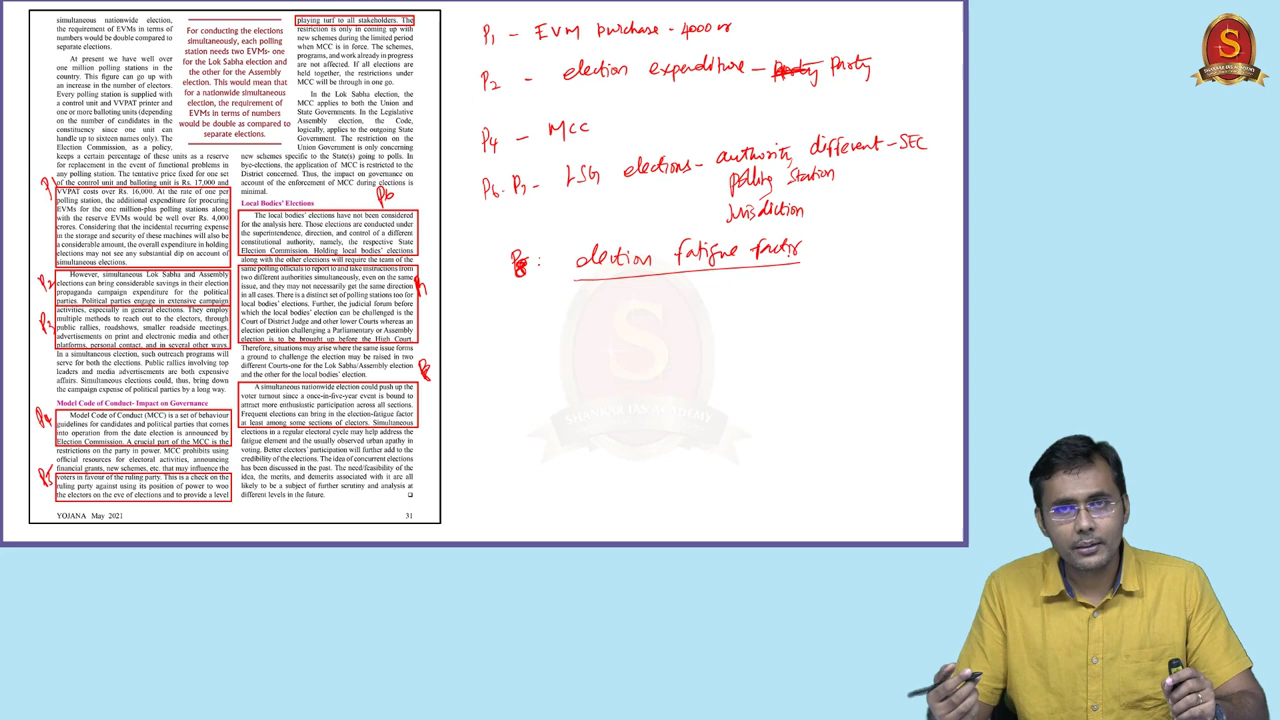 simultaneous nationwide election,
the requirement of EVMs in terms of
numbers would be double compared to
separate elections.
At present we have well over
one million polling stations in the
country. This figure can go up with
an increase in the number of electors.
Every polling station is supplied with
a control unit and VVPAT printer and
one or more balloting units (depending
on the number of candidates in the
constituency since one unit can
handle up to sixteen names only). The
Election Commission, as a policy,
keeps a certain percentage of these units as a reserve
for replacement in the event of functional problems in
any polling station. The tentative price fixed for one set
of the control unit and balloting unit is Rs. 17,000 and
VVPAT costs over Rs. 16,000. At the rate of one per
polling station, the additional expenditure for procuring
EVMs for the one million-plus polling stations along
with the reserve EVMs would be well over Rs. 4,000
crores. Considering that the incidental recurring expense
in the storage and security of these machines will also be
a considerable amount, the overall expenditure in holding
elections may not see any substantial dip on account of
simultaneous elections.
However, simultaneous Lok Sabha and Assembly
elections can bring considerable savings in their election
propaganda campaign expenditure for the political
parties. Political parties engage in extensive campaign
activities, especially in general elections. They employ
multiple methods to reach out to the electors, through
public rallies, roadshows, smaller roadside meetings,
advertisements on print and electronic media and other
platforms, personal contact, and in several other ways.
In a simultaneous election, such outreach programs will
serve for both the elections. Public rallies involving top
leaders and media advertisements are both expensive
affairs. Simultaneous elections could, thus, bring down
the campaign expense of political parties by a long way.
Model Code of Conduct- Impact on Governance
Model Code of Conduct (MCC) is a set of behaviour
guidelines for candidates and political parties that comes
into operation from the date election is announced by
Election Commission. A crucial part of the MCC is the
restrictions on the party in power. MCC prohibits using
official resources for electoral activities, announcing
financial grants, new schemes, etc. that may influence the
voters in favour of the ruling party. This is a check on the
ruling party against using its position of power to woo
the electors on the eve of elections and to provide a level
For conducting the elections
simultaneously, each polling
station needs two EVMs- one
for the Lok Sabha election and
the other for the Assembly
election. This would mean that
for a nationwide simultaneous
election, the requirement of
EVMs in terms of numbers
would be double as compared to
separate elections.
playing turf to all stakeholders. The
restriction is only in coming up with
new schemes during the limited period
when MCC is in force. The schemes,
programs, and work already in progress
are not affected. If all elections are
held together, the restrictions under
MCC will be through in one go.
In the Lok Sabha election, the
MCC applies to both the Union and
State Governments. In the Legislative
Assembly election, the Code,
logically, applies to the outgoing State
Government. The restriction on the
Union Government is only concerning
new schemes specific to the State(s) going to polls. In
bye-elections, the application of MCC is restricted to the
District concerned. Thus, the impact on governance on
account of the enforcement of MCC during elections is
minimal.
Local Bodies' Elections
The local bodies' elections have not been considered
for the analysis here. Those elections are conducted under
the superintendence, direction, and control of a different
constitutional authority, namely, the respective State
Election Commission. Holding local bodies' elections
along with the other elections will require the team of the
same polling officials to report to and take instructions from
two different authorities simultaneously, even on the same
issue, and they may not necessarily get the same direction
in all cases. There is a distinct set of polling stations too for
local bodies' elections. Further, the judicial forum before
which the local bodies' election can be challenged is the
Court of District Judge and other lower Courts whereas an
election petition challenging a Parliamentary or Assembly
election is to be brought up before the High Court.
Therefore, situations may arise where the same issue forms
a ground to challenge the election may be raised in two
different Courts-one for the Lok Sabha/Assembly election
and the other for the local bodies' election.
A simultaneous nationwide election could push up the
voter turnout since a once-in-five-year event is bound to
attract more enthusiastic participation across all sections.
Frequent elections can bring in the election-fatigue factor
at least among some sections of electors. Simultaneous
elections in a regular electoral cycle may help address the
fatigue element and the usually observed urban apathy in
voting. Better electors' participation will further add to the
credibility of the elections. The idea of concurrent elections
has been discussed in the past. The need/feasibility of the
idea, the merits, and demerits associated with it are all
likely to be a subject of further scrutiny and analysis at
different levels in the future.
YOJANA May 2021
31
P1
P2
P3
P4
P5
P6
P7
P8
P1 - EVM purchase - 4000 cr
P2 - election expenditure - Party
P4 - MCC
P6. P7 - LSG elections - authority different - SEC
polling station
Jurisdiction
P8 : election fatigue factor
S
SHANKAR IAS ACADEMY